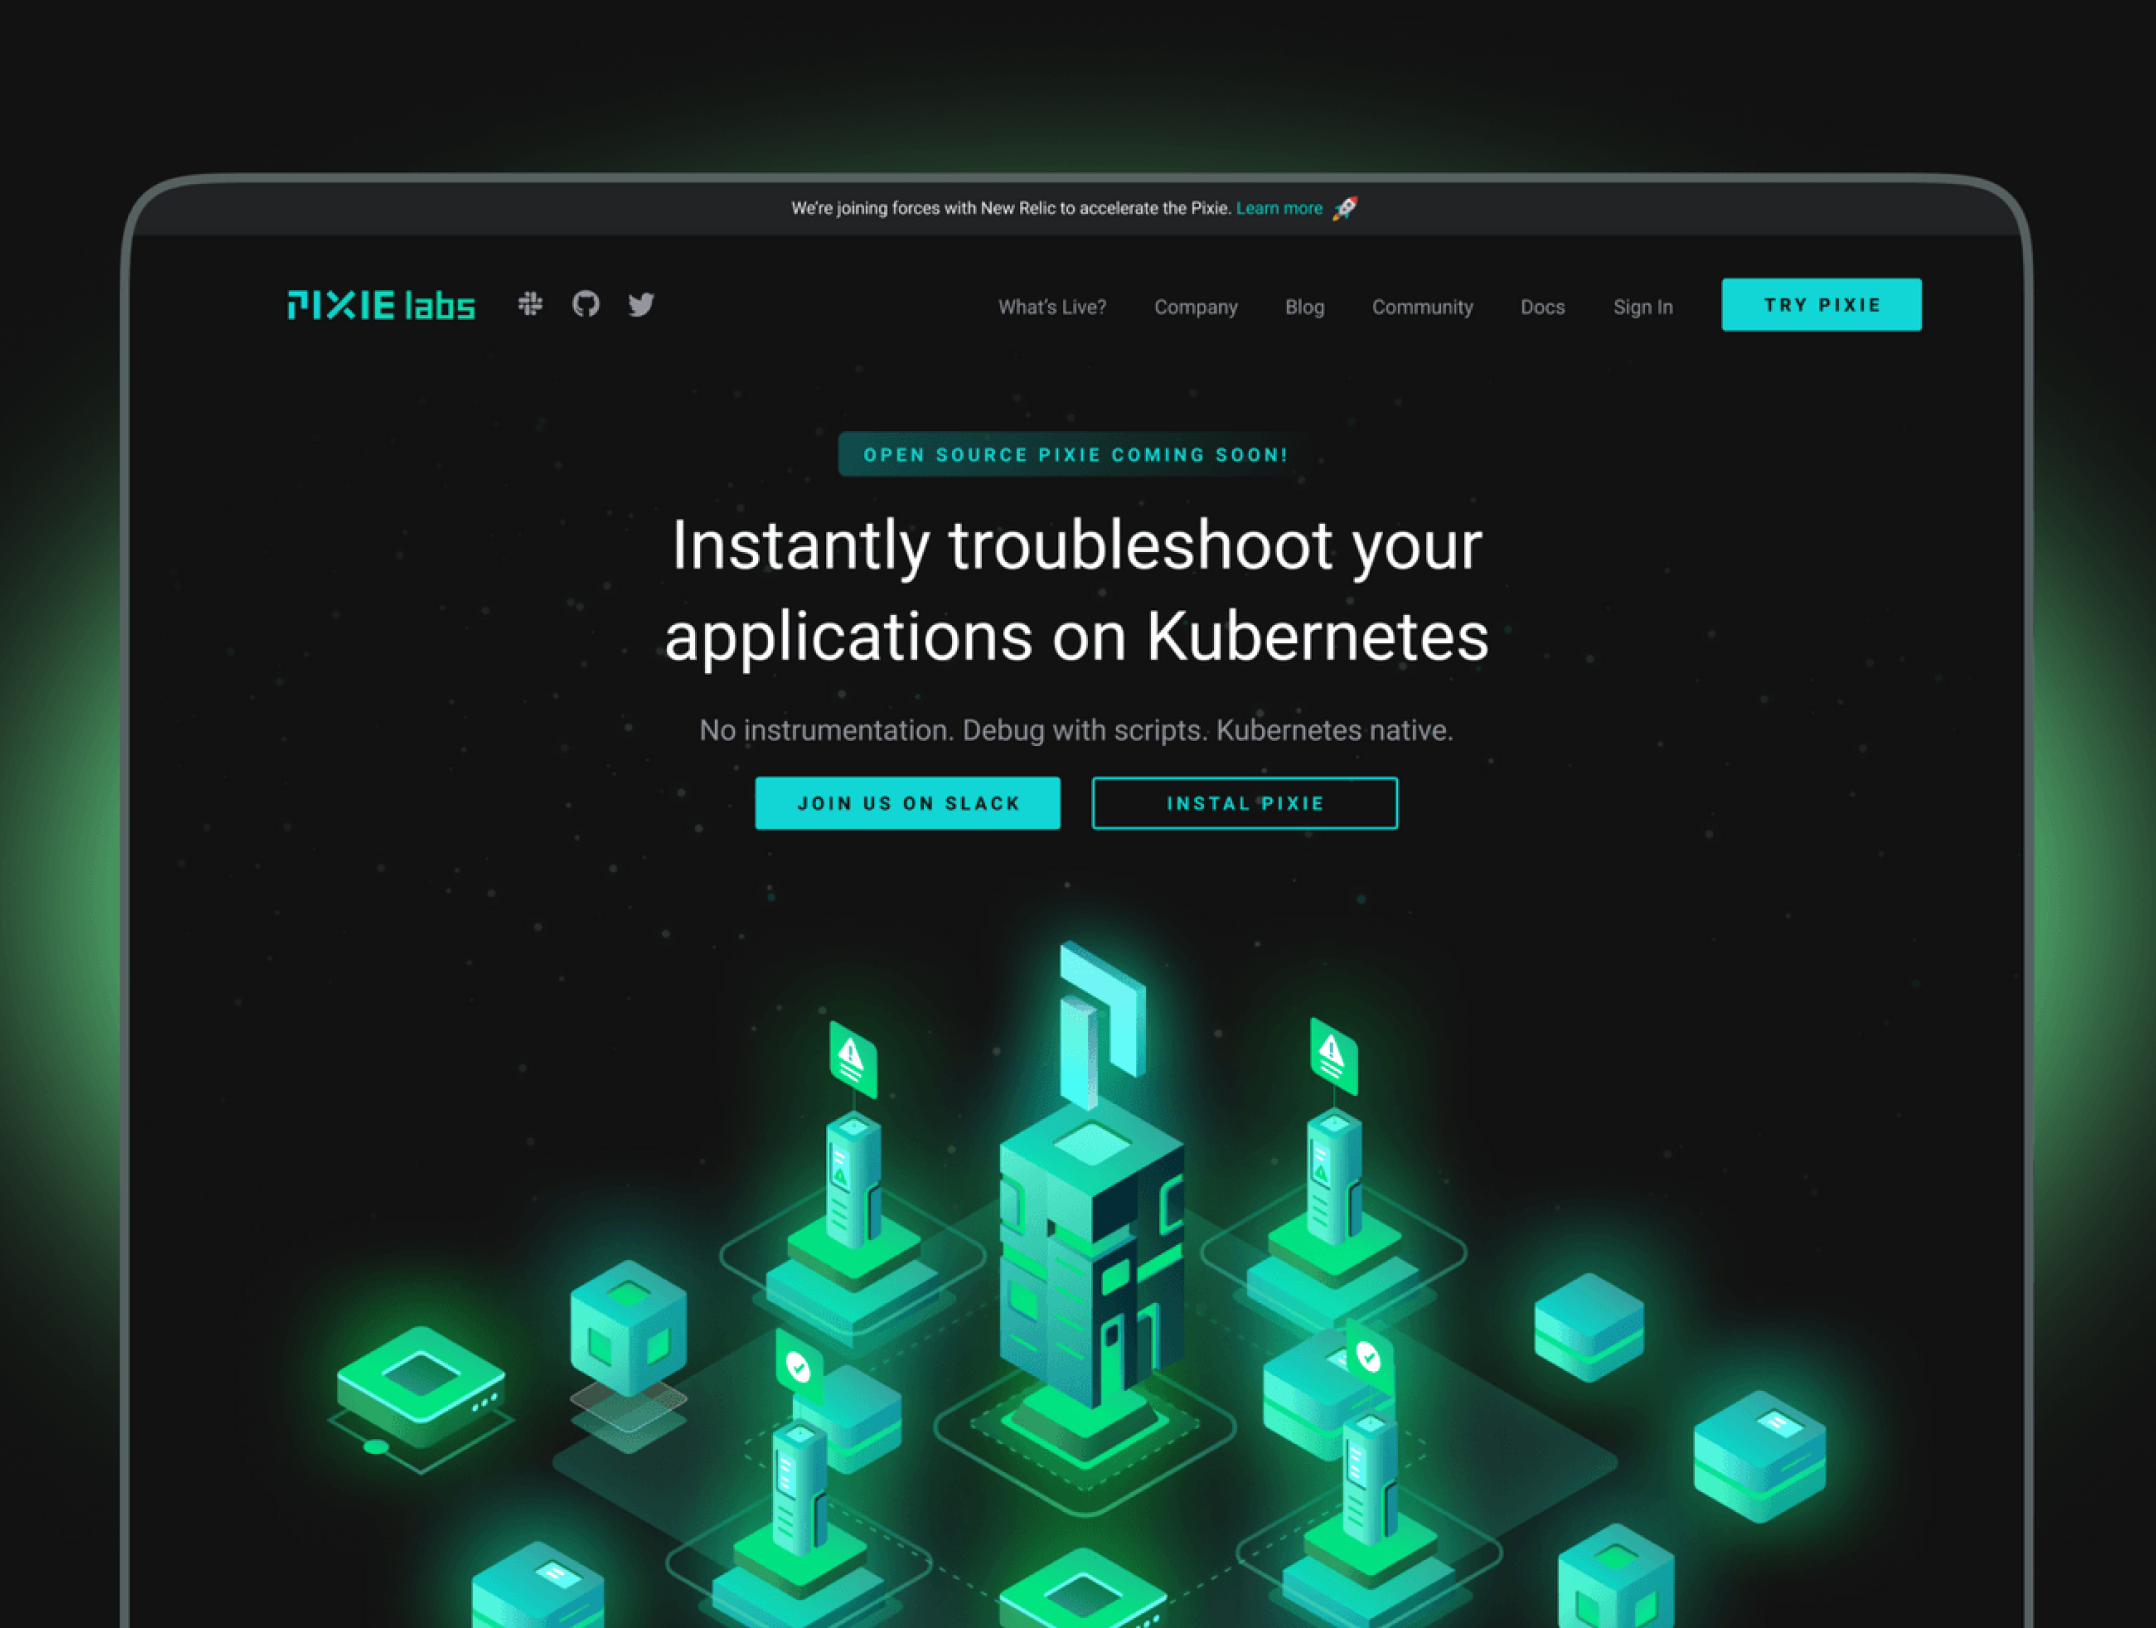 We're joining forces with New Relic to accelerate the Pixie. Learn more
PIXIE labs
What's Live? Company Blog Community Docs Sign In TRY PIXIE
OPEN SOURCE PIXIE COMING SOON!
Instantly troubleshoot your
applications on Kubernetes
No instrumentation. Debug with scripts. Kubernetes native.
JOIN US ON SLACK INSTAL PIXIE